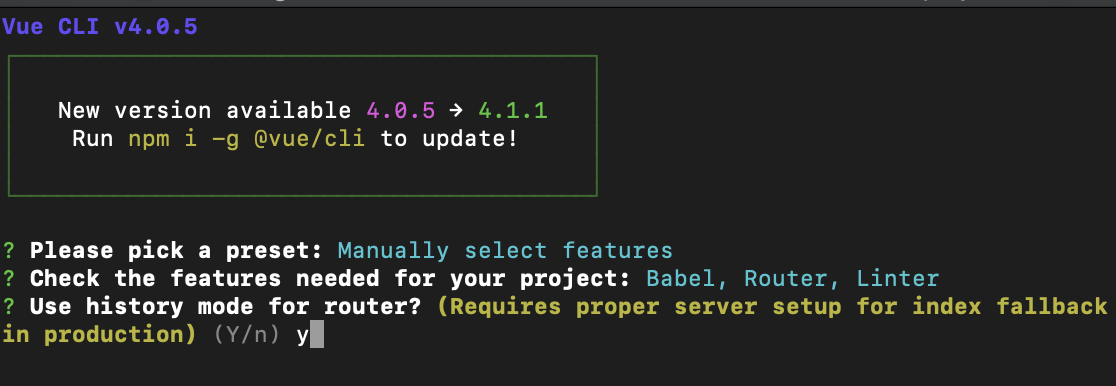 Vue CLI v4.0.5
New version available 4.0.5 → 4.1.1
Run npm i -g @vue/cli to update!
? Please pick a preset: Manually select features
? Check the features needed for your project: Babel, Router, Linter
? Use history mode for router? (Requires proper server setup for index fallback
in production) (Y/n) y